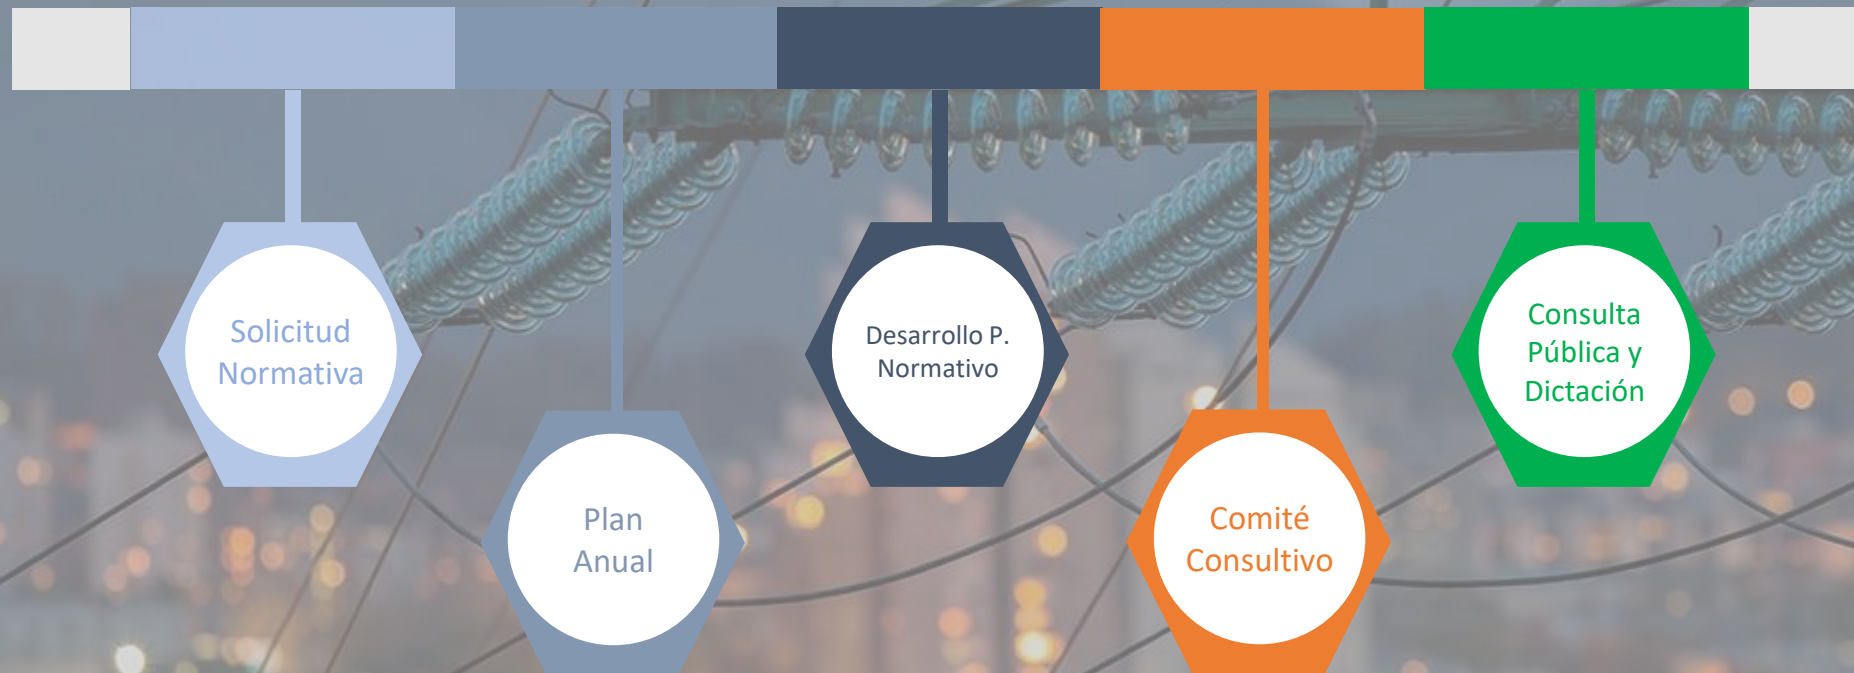 Solicitud
Normativa
Plan
Anual
Desarrollo P.
Normativo
Comité
Consultivo
Consulta
Pública y
Dictación